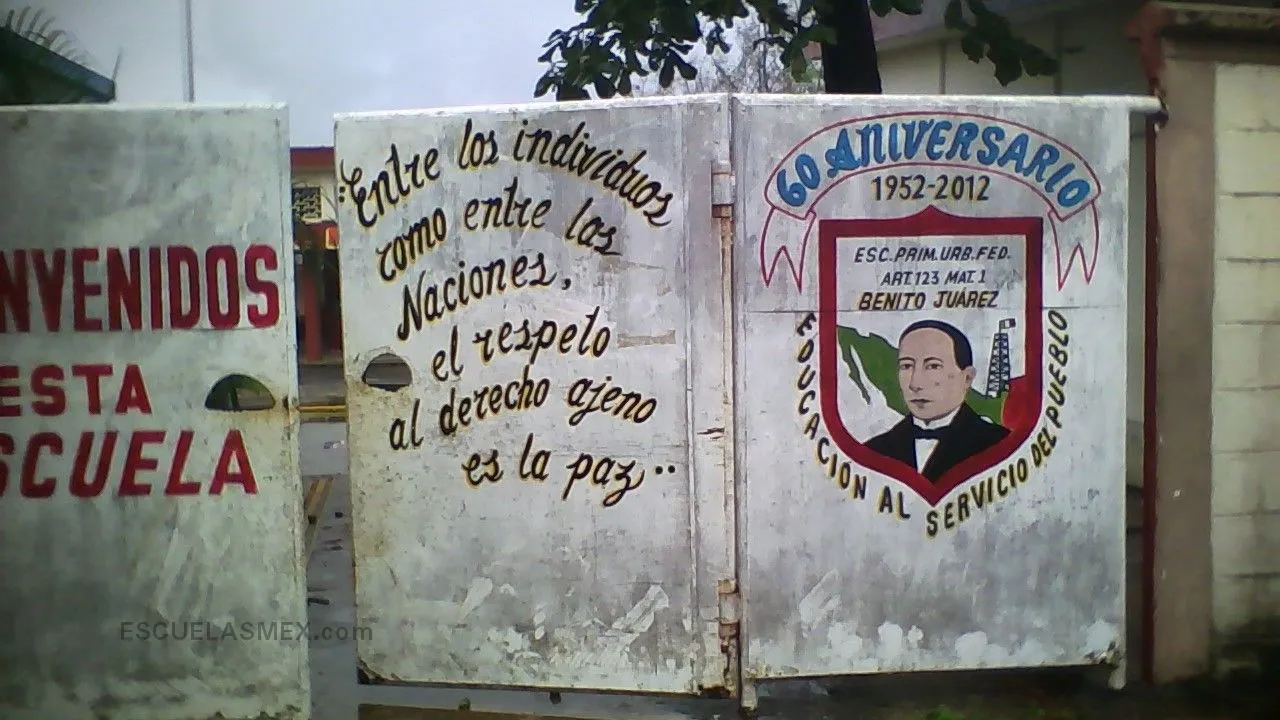 NVENIDOS
ESTA
SCUELA
"Entre los individuos
como entre las
Naciones,
el respeto
al derecho ajeno
es la paz"
60 ANIVERSARIO
1952-2012
ESC. PRIM. URB. FED.
ART. 123 MAT. 1
BENITO JUÁREZ
EDUCACIÓN AL SERVICIO DEL PUEBLO
ESCUELASMEX.com